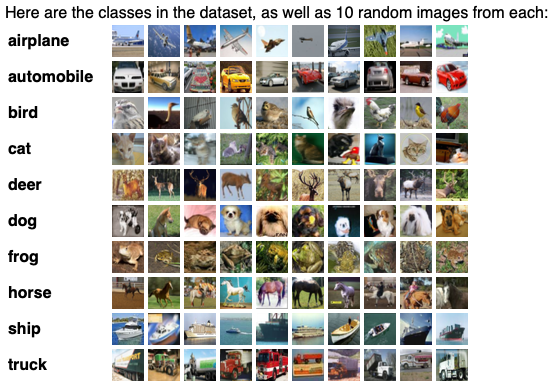 Here are the classes in the dataset, as well as 10 random images from each:
airplane
automobile
bird
cat
deer
dog
frog
horse
ship
truck